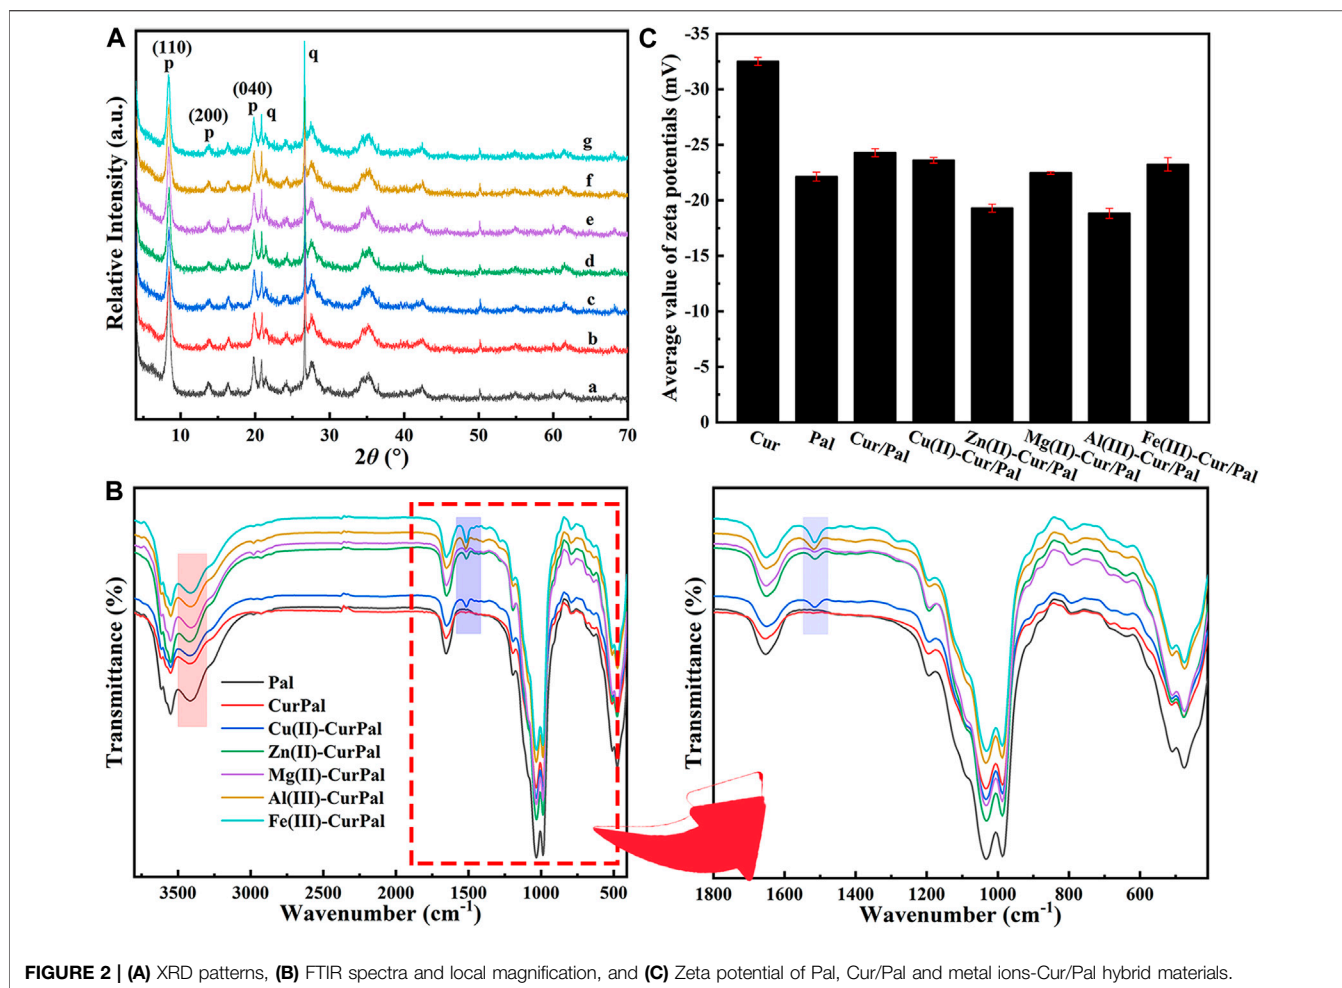 A
(110)
p
(200)
p
(040)
p
q
q
g
f
e
d
c
b
a
Relative Intensity (a.u.)
10 20 30 40 50 60 70
2θ (°)
C
-35
-30
-25
-20
-15
-10
-5
0
Average value of zeta potentials (mV)
Cur
Pal
Cur/Pal
Cu(II)-Cur/Pal
Zn(II)-Cur/Pal
Mg(II)-Cur/Pal
Al(III)-Cur/Pal
Fe(III)-Cur/Pal
B
Transmittance (%)
Pal
CurPal
Cu(II)-CurPal
Zn(II)-CurPal
Mg(II)-CurPal
Al(III)-CurPal
Fe(III)-CurPal
3500 3000 2500 2000 1500 1000 500
Wavenumber (cm-1)
Transmittance (%)
1800 1600 1400 1200 1000 800 600
Wavenumber (cm-1)
FIGURE 2 | (A) XRD patterns, (B) FTIR spectra and local magnification, and (C) Zeta potential of Pal, Cur/Pal and metal ions-Cur/Pal hybrid materials.